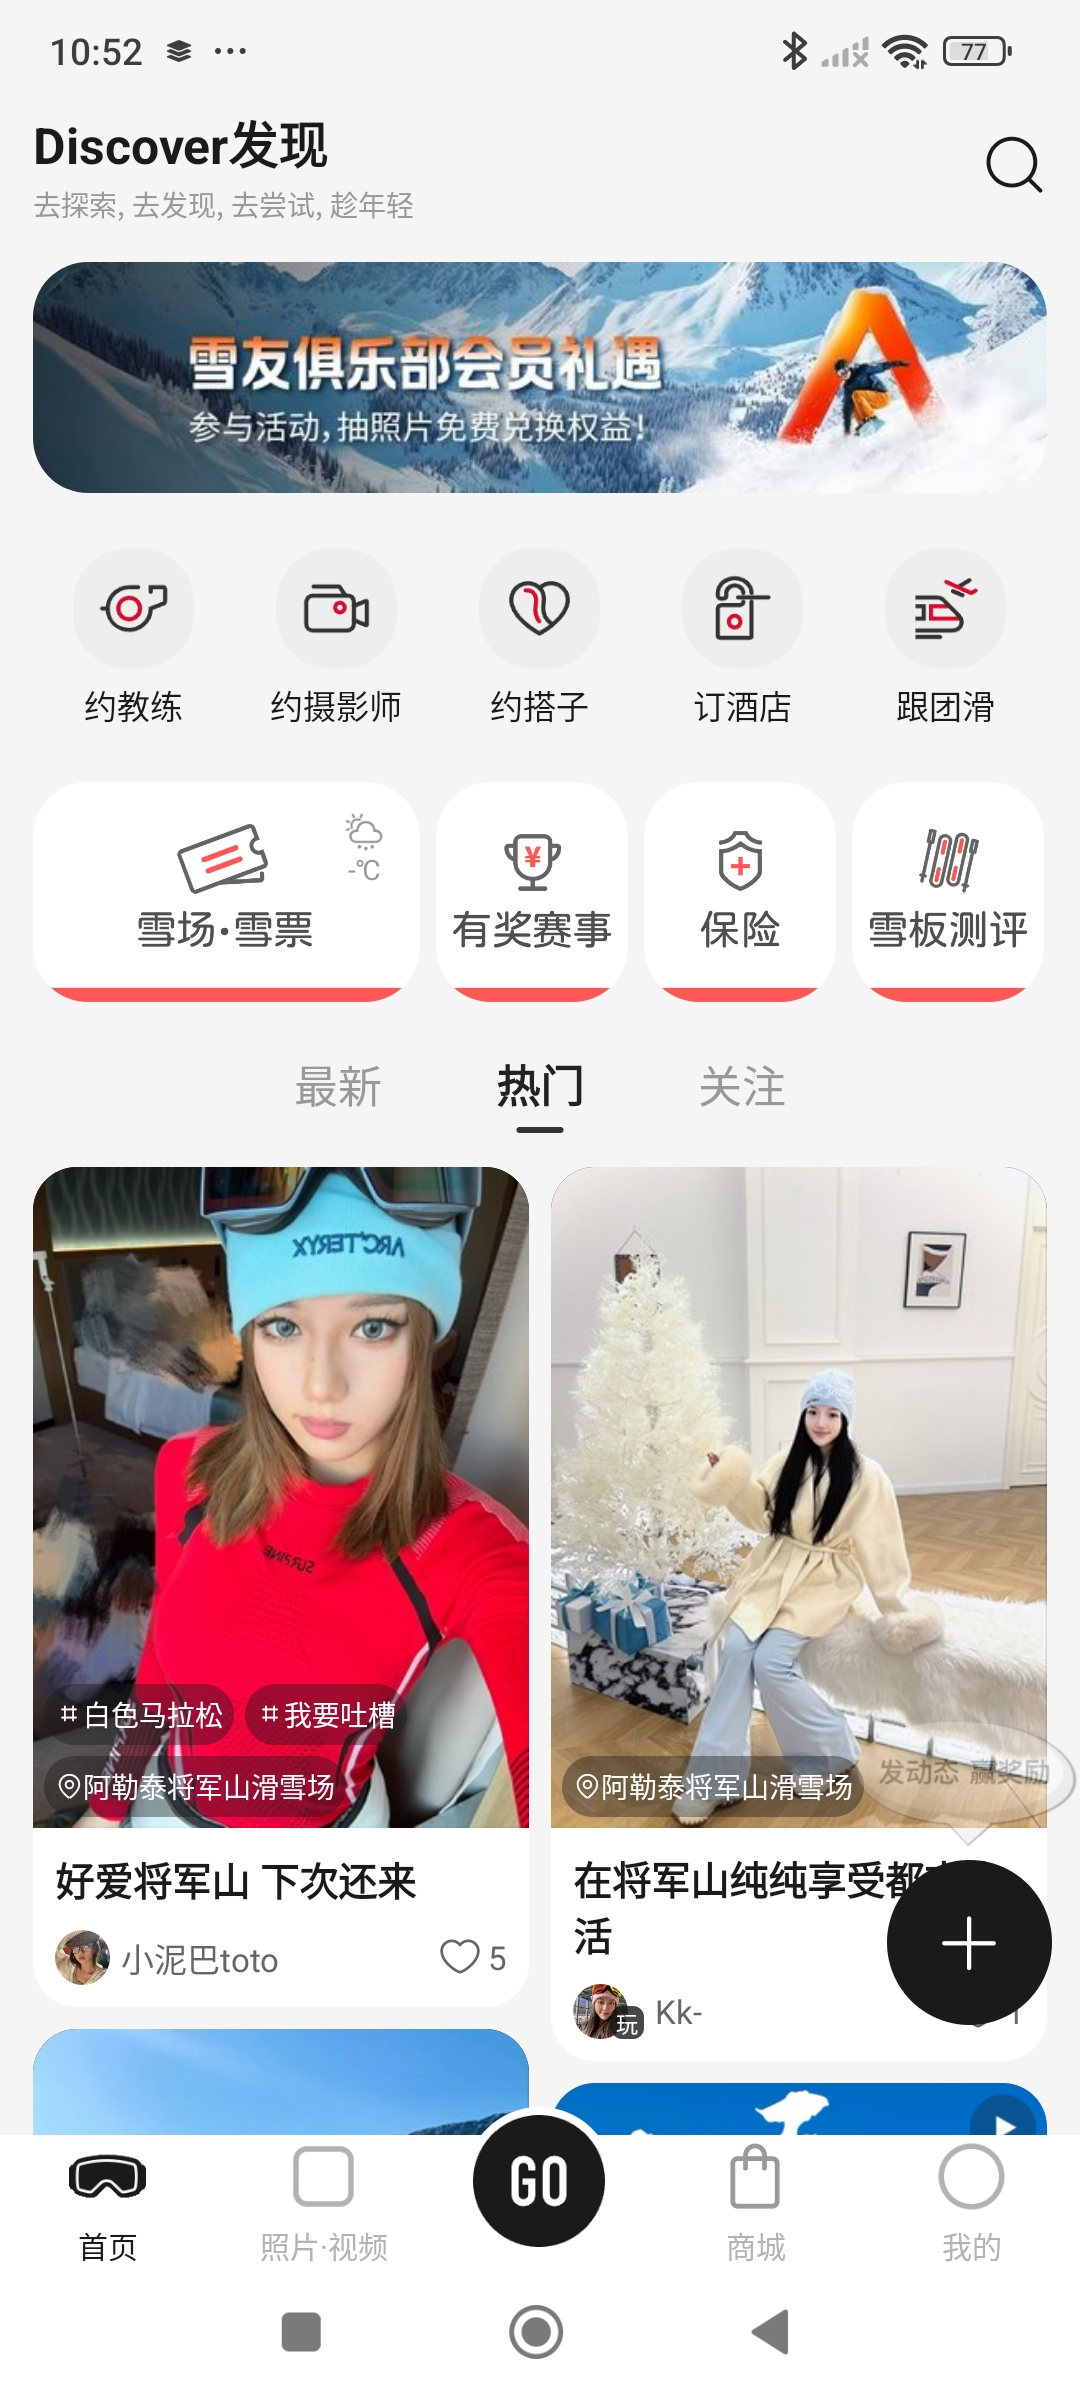 10:52
77
Discover发现
去探索, 去发现, 去尝试, 趁年轻
雪友俱乐部会员礼遇
参与活动,抽照片免费兑换权益!
约教练
约摄影师
约搭子
订酒店
跟团滑
-℃
雪场·雪票
有奖赛事
保险
雪板测评
最新
热门
关注
ARC'TERYX
# 白色马拉松
# 我要吐槽
阿勒泰将军山滑雪场
好爱将军山 下次还来
小泥巴toto
5
阿勒泰将军山滑雪场
发动态 赢奖励
在将军山纯纯享受都
活
玩
Kk-
首页
照片·视频
GO
商城
我的